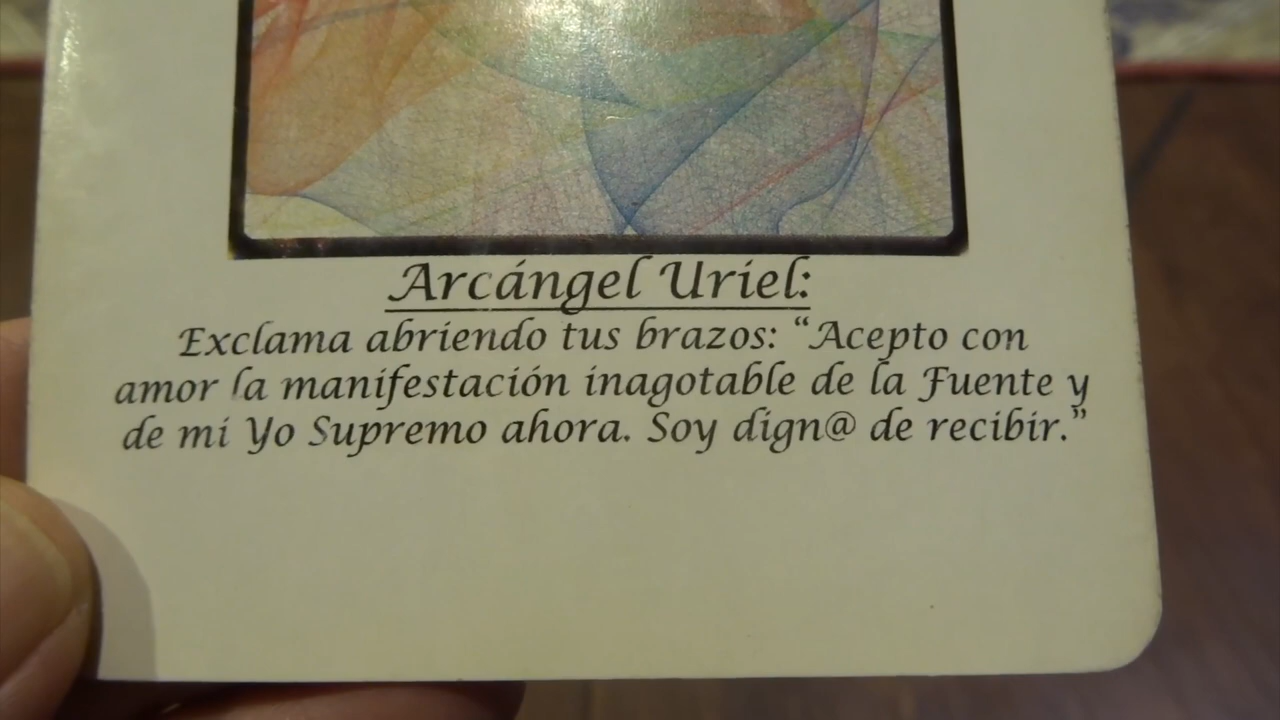 Arcángel Uriel:
Exclama abriendo tus brazos: “Acepto con
amor la manifestación inagotable de la Fuente y
de mi Yo Supremo ahora. Soy dign@ de recibir.”